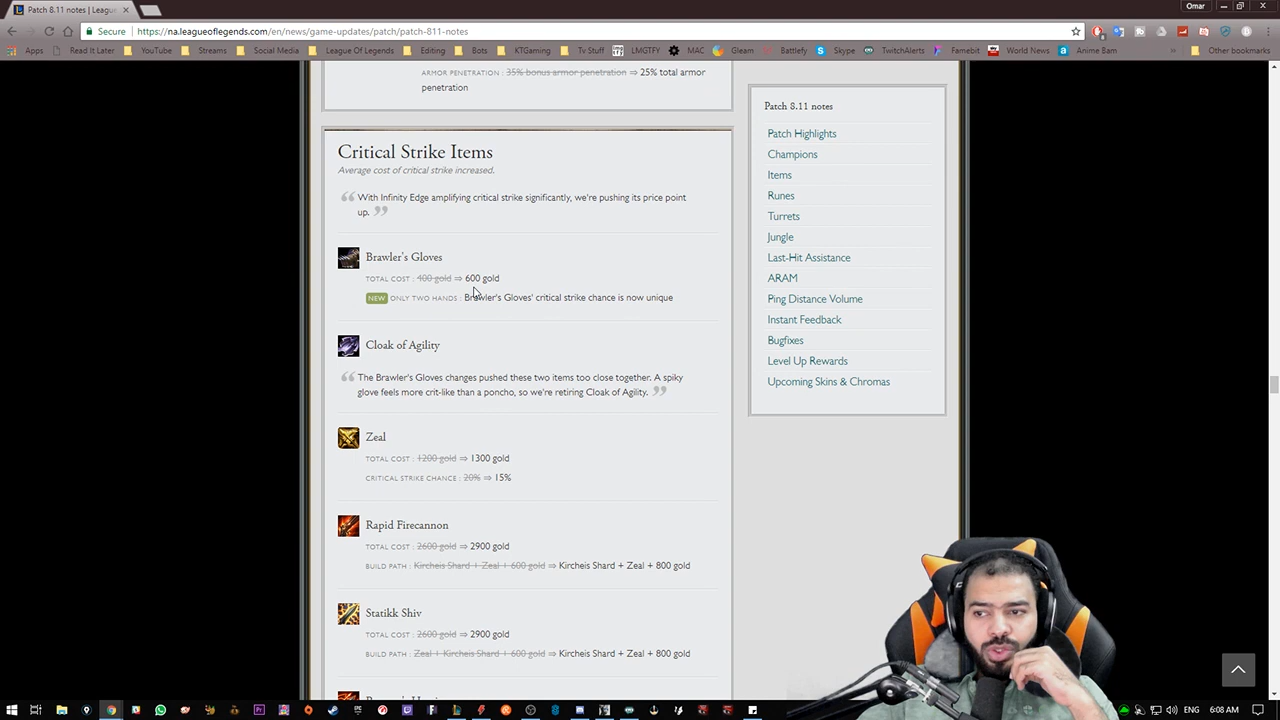 Patch 8.11 notes | Leagu
Omar
Secure
https://na.leagueoflegends.com/en/news/game-updates/patch/patch-811-notes
Apps
Read It Later
YouTube
Streams
Social Media
League Of Legends
Editing
Bots
KTGaming
Tv Stuff
LMGTFY
MAC
Gleam
Battlefy
Skype
TwitchAlerts
Famebit
World News
Anime Bam
Other bookmarks
ARMOR PENETRATION : 35% bonus armor penetration ⇒ 25% total armor
penetration
Critical Strike Items
Average cost of critical strike increased.
With Infinity Edge amplifying critical strike significantly, we're pushing its price point
up.
Brawler's Gloves
TOTAL COST : 400 gold ⇒ 600 gold
NEW ONLY TWO HANDS : Brawler's Gloves' critical strike chance is now unique
Cloak of Agility
The Brawler's Gloves changes pushed these two items too close together. A spiky
glove feels more crit-like than a poncho, so we're retiring Cloak of Agility.
Zeal
TOTAL COST : 1200 gold ⇒ 1300 gold
CRITICAL STRIKE CHANCE : 20% ⇒ 15%
Rapid Firecannon
TOTAL COST : 2600 gold ⇒ 2900 gold
BUILD PATH : Kircheis Shard + Zeal + 600 gold ⇒ Kircheis Shard + Zeal + 800 gold
Statikk Shiv
TOTAL COST : 2600 gold ⇒ 2900 gold
BUILD PATH : Zeal + Kircheis Shard + 600 gold ⇒ Kircheis Shard + Zeal + 800 gold
Patch 8.11 notes
Patch Highlights
Champions
Items
Runes
Turrets
Jungle
Last-Hit Assistance
ARAM
Ping Distance Volume
Instant Feedback
Bugfixes
Level Up Rewards
Upcoming Skins & Chromas
ENG
6:08 AM